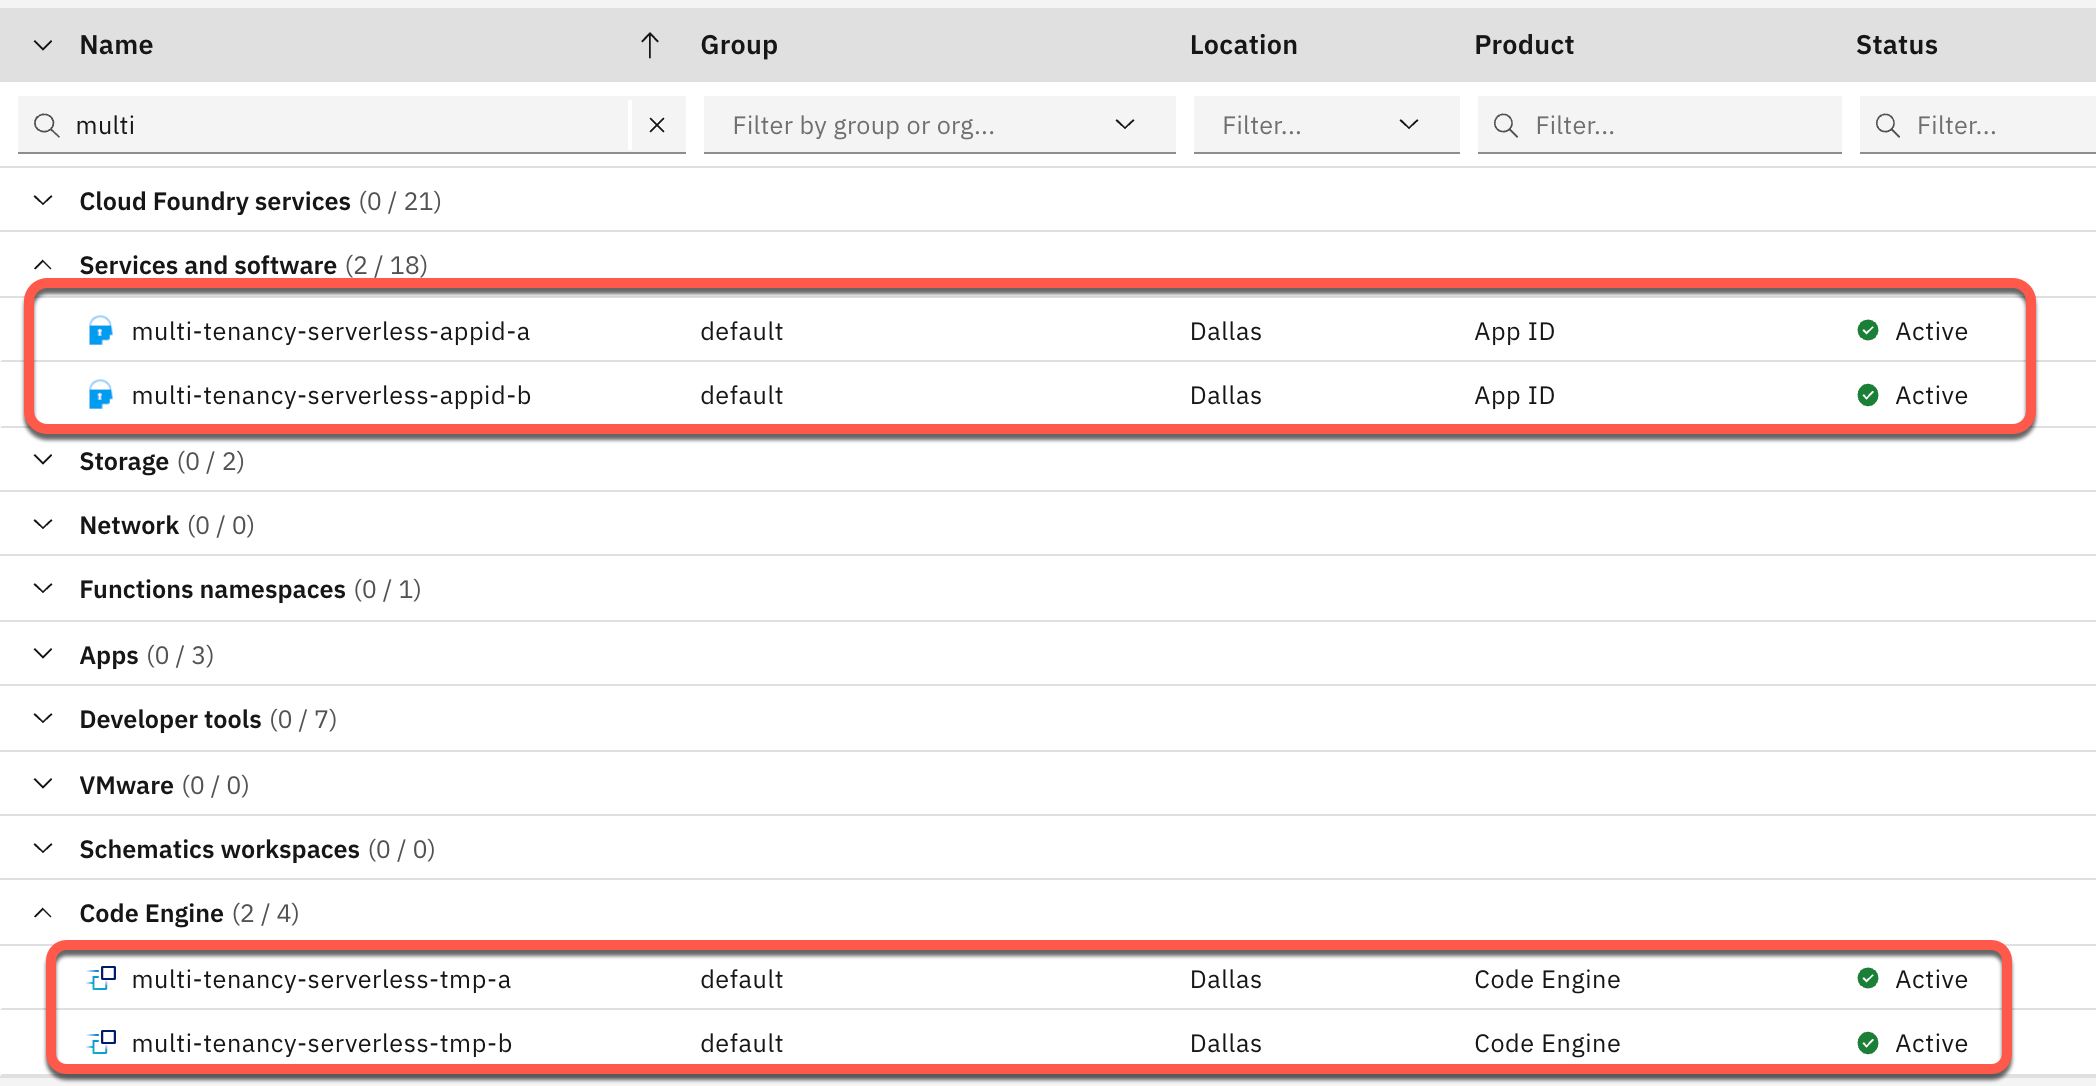 Name Group Location Product Status
multi Filter by group or org... Filter... Filter... Filter...
Cloud Foundry services (0 / 21)
Services and software (2 / 18)
multi-tenancy-serverless-appid-a default Dallas App ID Active
multi-tenancy-serverless-appid-b default Dallas App ID Active
Storage (0 / 2)
Network (0 / 0)
Functions namespaces (0 / 1)
Apps (0 / 3)
Developer tools (0 / 7)
VMware (0 / 0)
Schematics workspaces (0 / 0)
Code Engine (2 / 4)
multi-tenancy-serverless-tmp-a default Dallas Code Engine Active
multi-tenancy-serverless-tmp-b default Dallas Code Engine Active